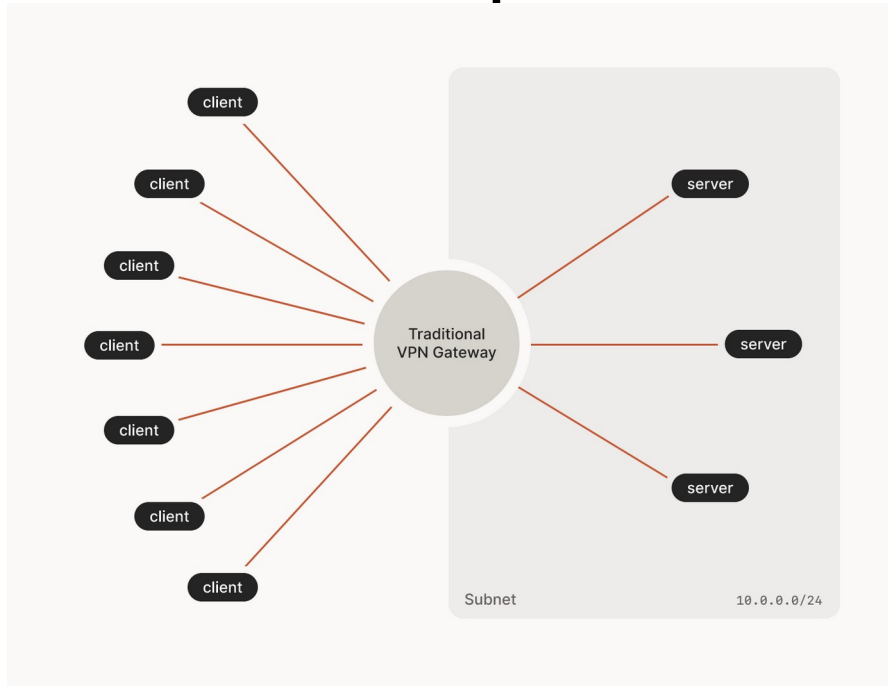 client
client
server
client
Traditional
VPN Gateway
client
server
client
server
client
client
Subnet
10.0.0.0/24